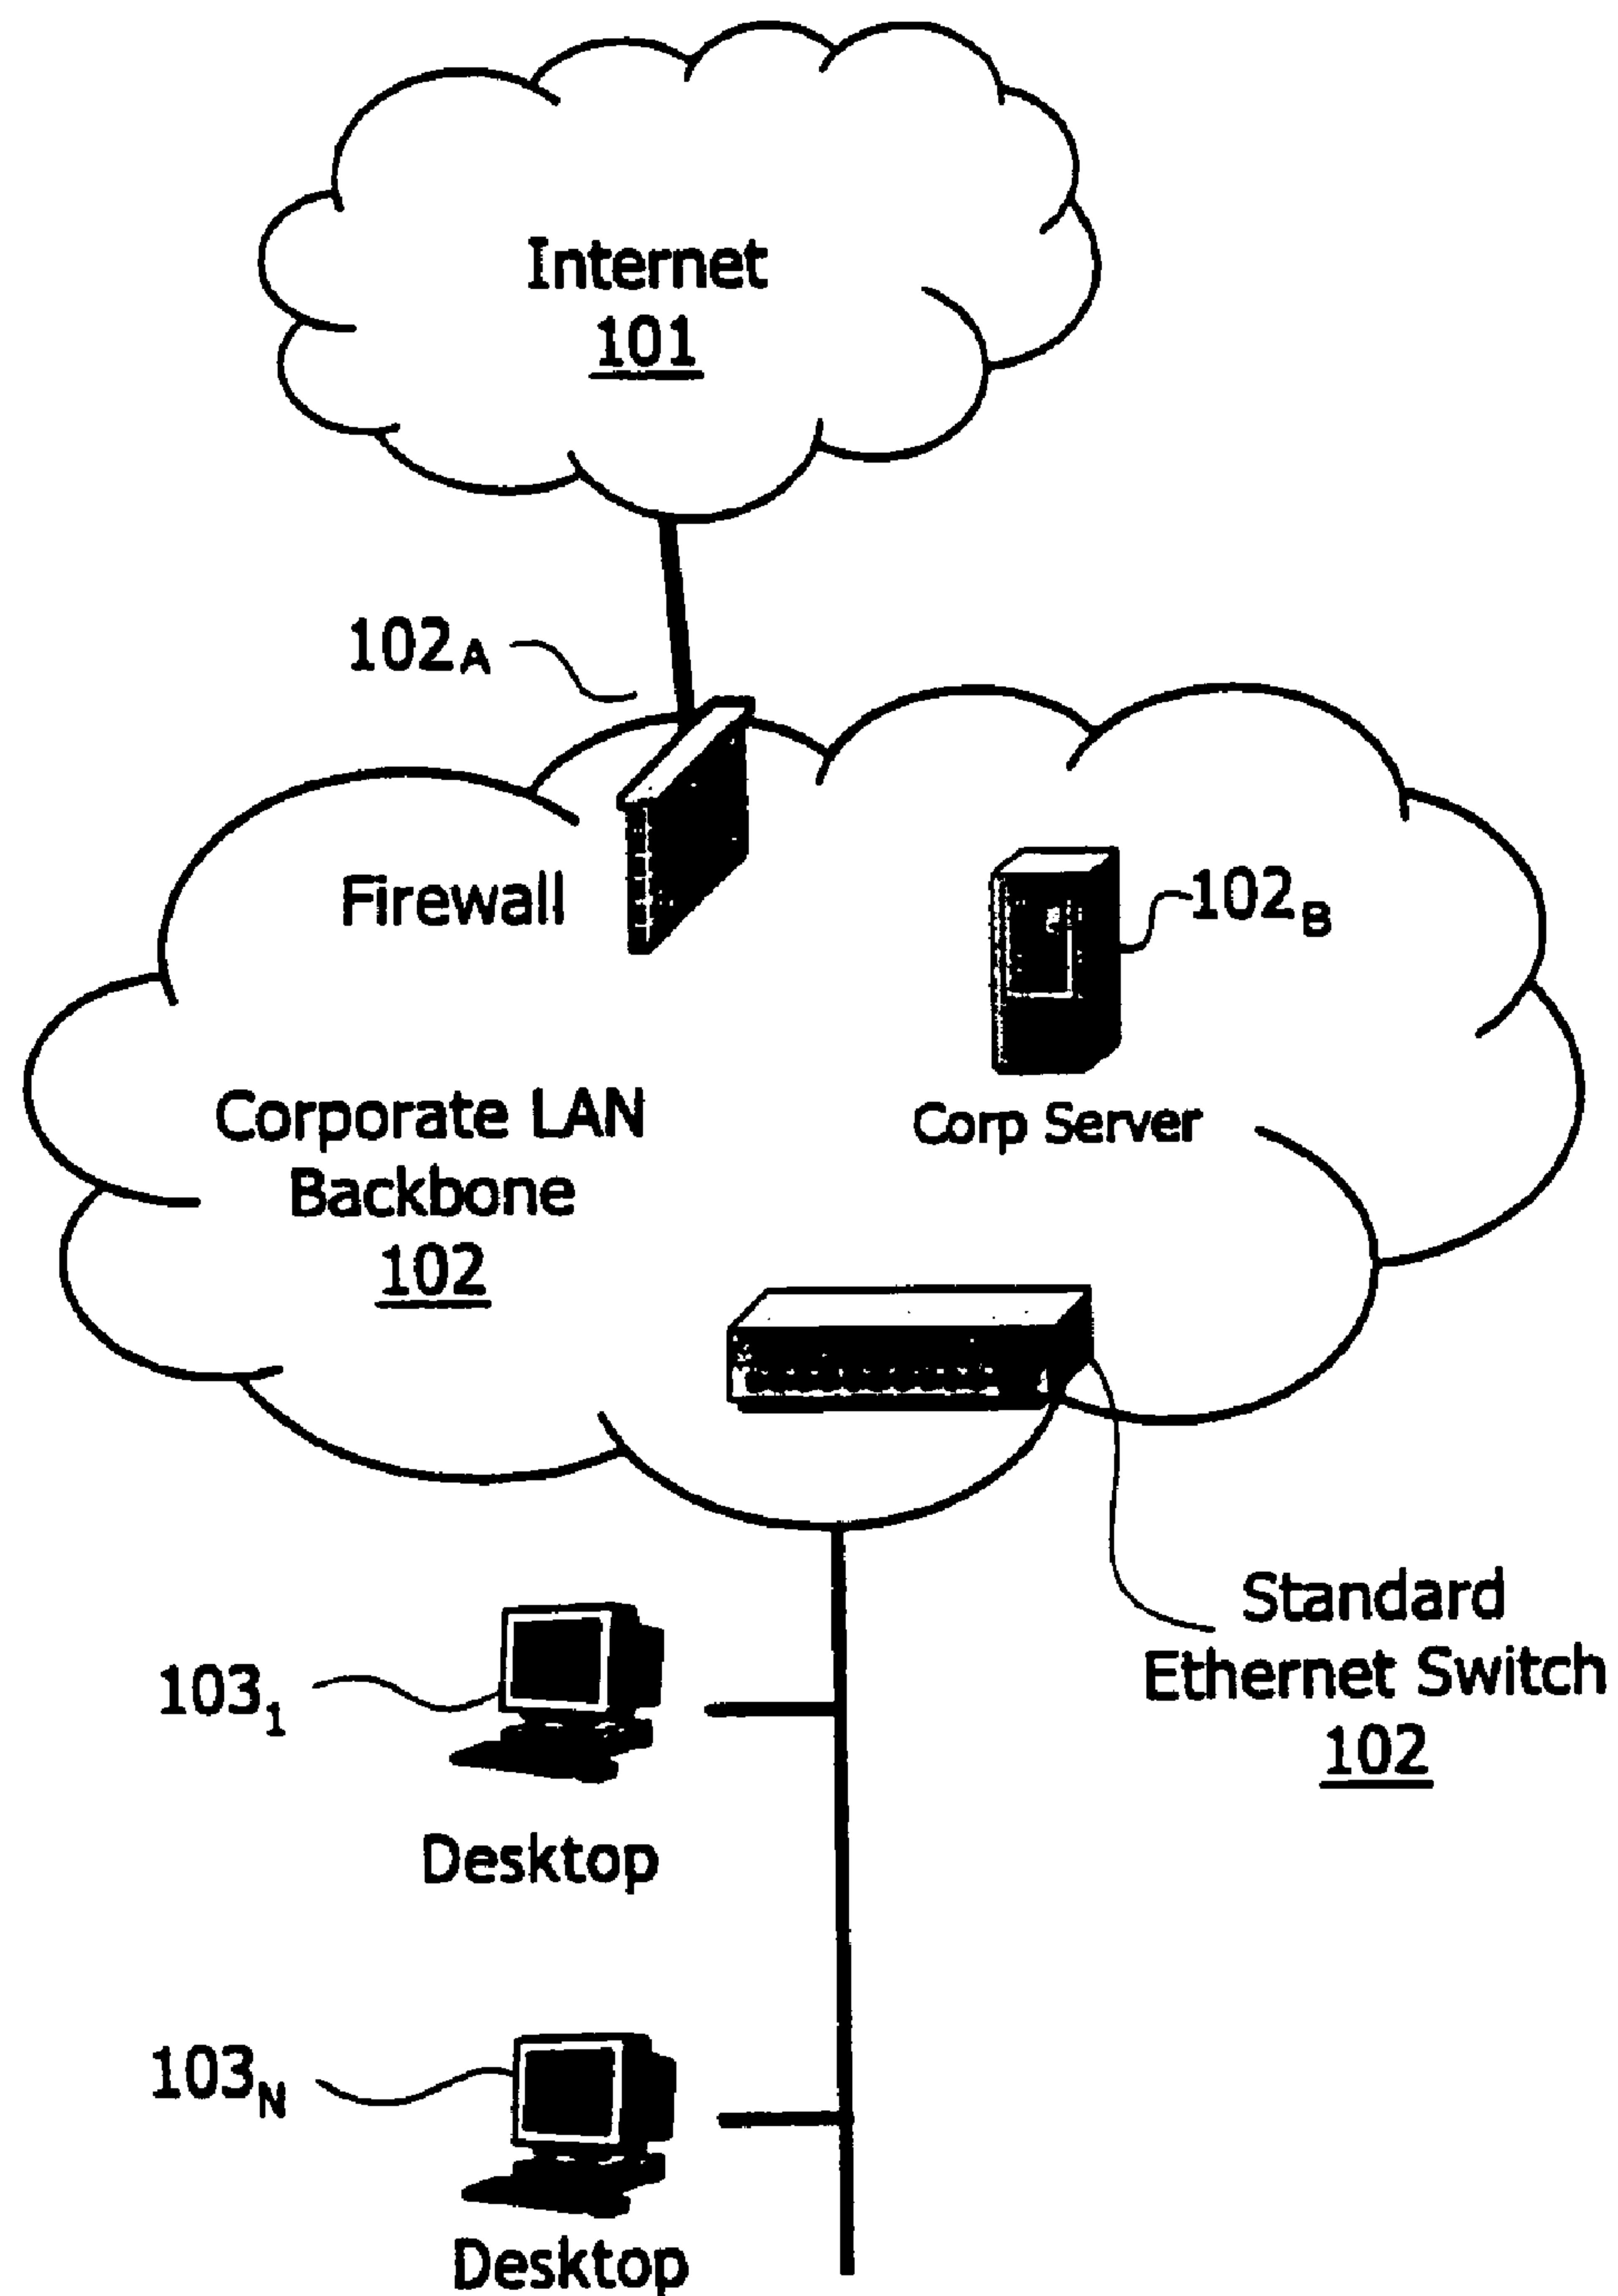 Internet
101
102A
Firewall
102B
Corporate LAN
Backbone
102
Corp Server
Standard
Ethernet Switch
102
1031
Desktop
103N
Desktop